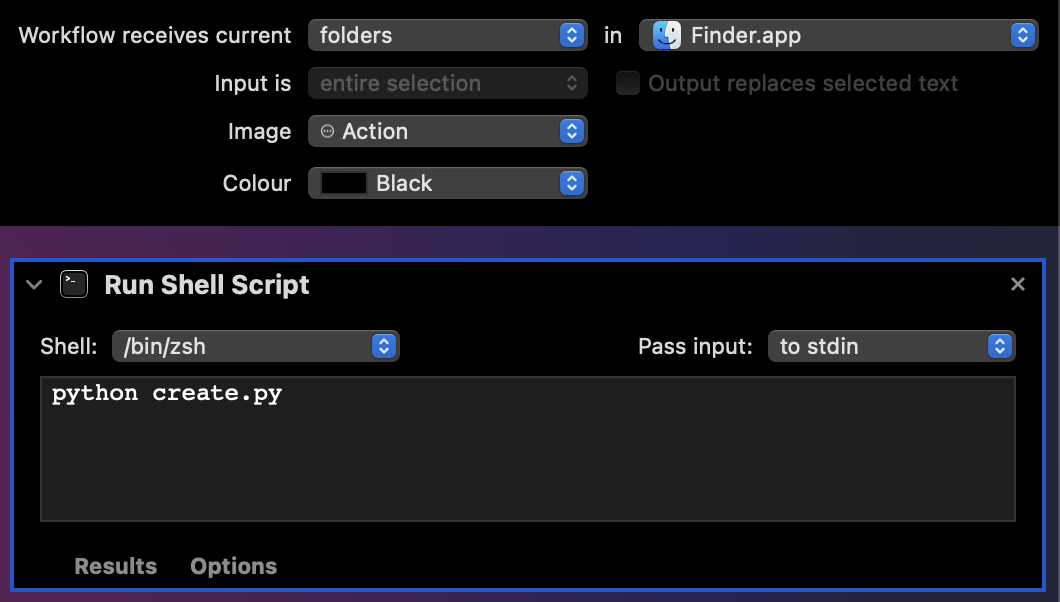 Workflow receives current folders in Finder.app
Input is entire selection Output replaces selected text
Image Action
Colour Black
Run Shell Script
Shell: /bin/zsh Pass input: to stdin
python create.py
Results Options